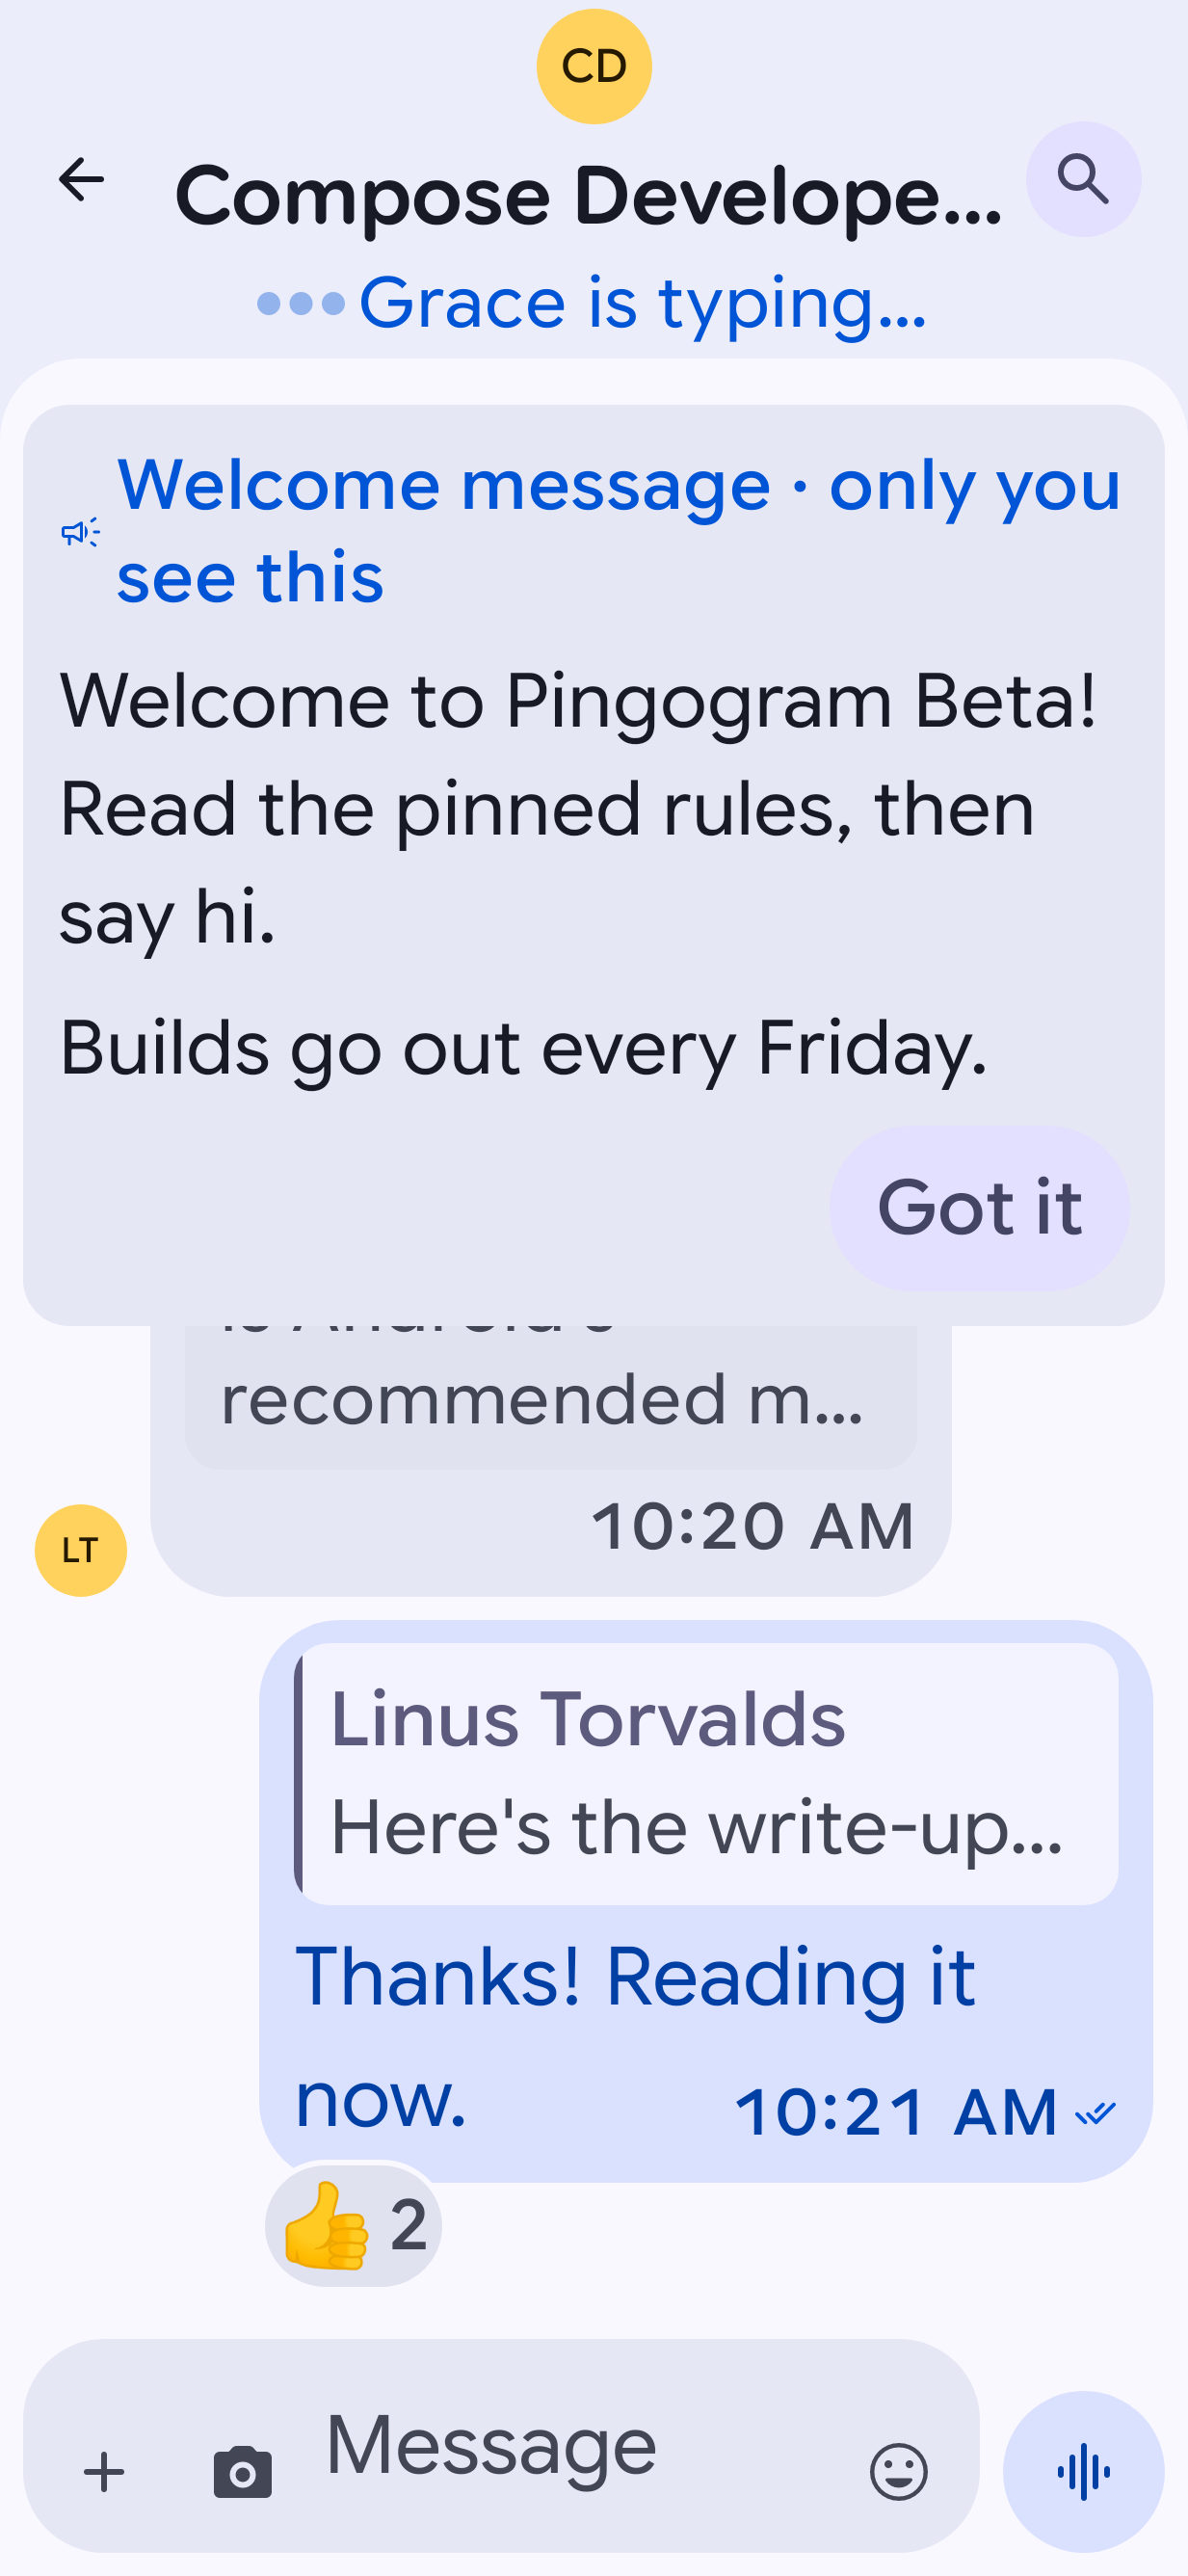 CD
Compose Develope...
Grace is typing...
Welcome message · only you
see this
Welcome to Pingogram Beta!
Read the pinned rules, then
say hi.
Builds go out every Friday.
Got it
recommended m...
10:20 AM
LT
Linus Torvalds
Here's the write-up...
Thanks! Reading it
now.
10:21 AM
👍 2
Message